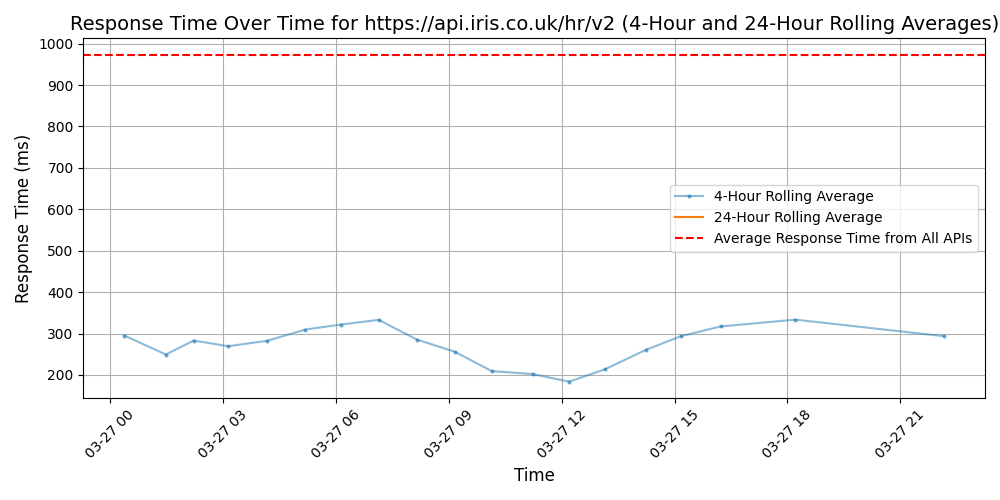 Response Time Over Time for https://api.iris.co.uk/hr/v2 (4-Hour and 24-Hour Rolling Averages)
Response Time (ms)
1000
900
800
700
600
500
400
300
200
4-Hour Rolling Average
24-Hour Rolling Average
Average Response Time from All APIs
03-27 00
03-27 03
03-27 06
03-27 09
03-27 12
03-27 15
03-27 18
03-27 21
Time